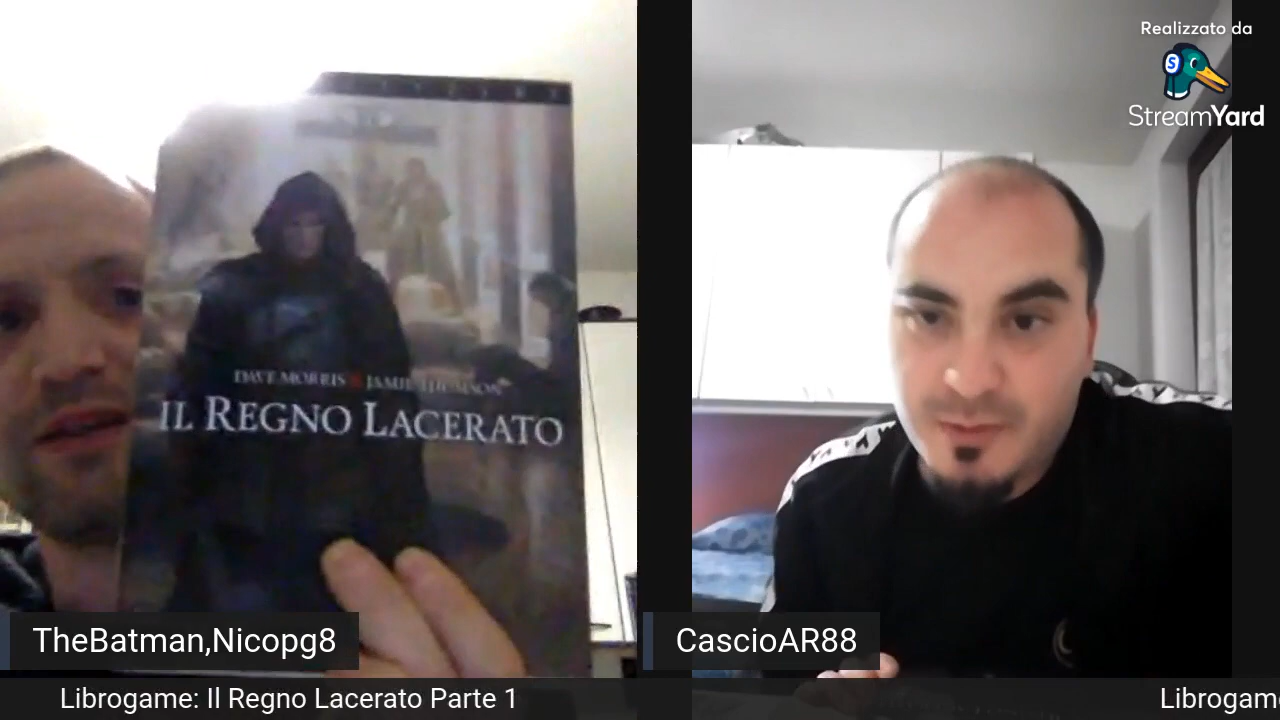 Realizzato da
StreamYard
DAVE MORRIS JAMIE THOMSON
IL REGNO LACERATO
TheBatman,Nicopg8
CascioAR88
Librogame: Il Regno Lacerato Parte 1
Librogam